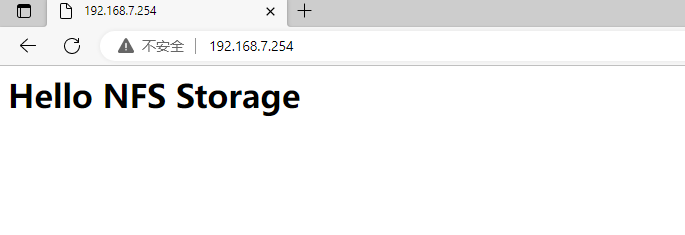 192.168.7.254
不安全 192.168.7.254
Hello NFS Storage